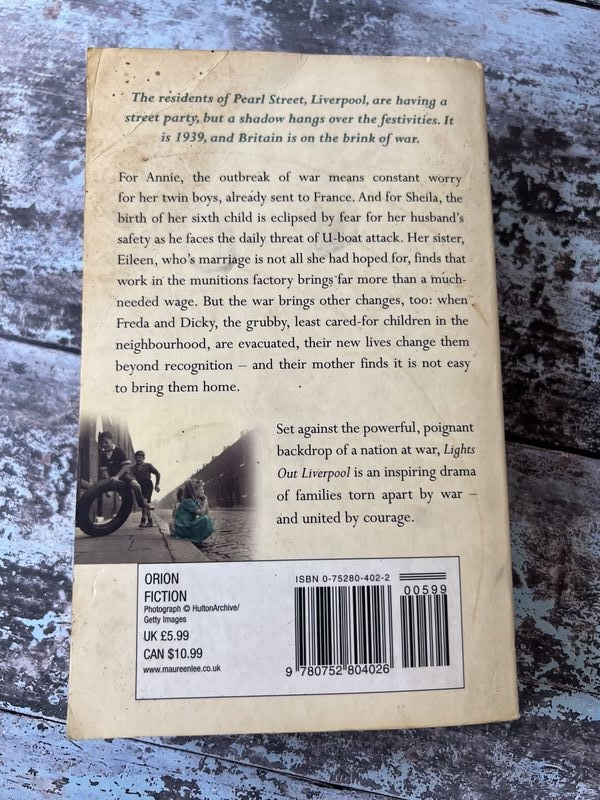 The residents of Pearl Street, Liverpool, are having a
street party, but a shadow hangs over the festivities. It
is 1939, and Britain is on the brink of war.
For Annie, the outbreak of war means constant worry
for her twin boys, already sent to France. And for Sheila, the
birth of her sixth child is eclipsed by fear for her husband's
safety as he faces the daily threat of U-boat attack. Her sister,
Eileen, who's marriage is not all she had hoped for, finds that
work in the munitions factory brings far more than a much-
needed wage. But the war brings other changes, too: when
Freda and Dicky, the grubby, least cared-for children in the
neighbourhood, are evacuated, their new lives change them
beyond recognition – and their mother finds it is not easy
to bring them home.
Set against the powerful, poignant
backdrop of a nation at war, Lights
Out Liverpool is an inspiring drama
of families torn apart by war –
and united by courage.
ORION
FICTION
Photograph © HultonArchive/
Getty Images
UK £5.99
CAN $10.99
www.maureenlee.co.uk
ISBN 0-75280-402-2
00599
9 780752 804026